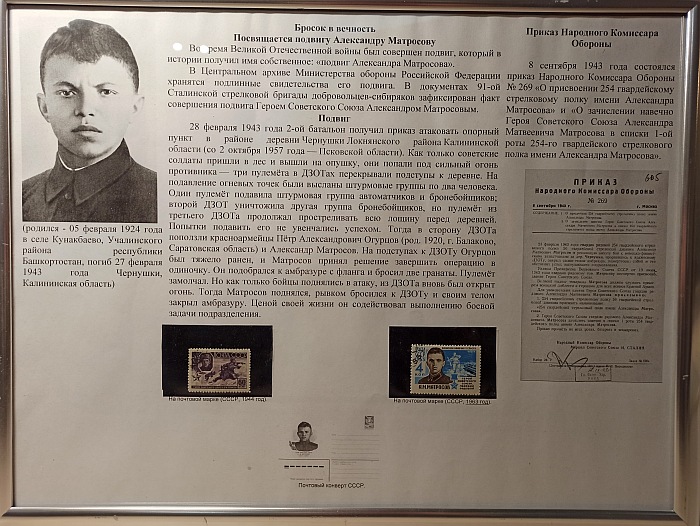 Бросок в вечность
Посвящается подвигу Александру Матросову
Во время Великой Отечественной войны был совершен подвиг, который в
истории получил имя собственное: «подвиг Александра Матросова».
В Центральном архиве Министерства обороны Российской Федерации
хранятся подлинные свидетельства его подвига. В документах 91-ой
Сталинской стрелковой бригады добровольцев-сибиряков зафиксирован факт
совершения подвига Героем Советского Союза Александром Матросовым.
Подвиг
28 февраля 1943 года 2-ой батальон получил приказ атаковать опорный
пункт в районе деревни Чернушки Локнянского района Калининской
области (со 2 октября 1957 года — Псковской области). Как только советские
солдаты пришли в лес и вышли на опушку, они попали под сильный огонь
противника — три пулемёта в ДЗОТах перекрывали подступы к деревне. На
подавление огневых точек были высланы штурмовые группы по два человека.
Один пулемёт подавила штурмовая группа автоматчиков и бронебойщиков;
второй ДЗОТ уничтожила другая группа бронебойщиков, но пулемёт из
третьего ДЗОТа продолжал простреливать всю лощину перед деревней.
Попытки подавить его не увенчались успехом. Тогда в сторону ДЗОТа
поползли красноармейцы Пётр Александрович Огурцов (род. 1920, г. Балаково,
Саратовская область) и Александр Матросов. На подступах к ДЗОТу Огурцов
был тяжело ранен, и Матросов принял решение завершить операцию в
одиночку. Он подобрался к амбразуре с фланга и бросил две гранаты. Пулемёт
замолчал. Но как только бойцы поднялись в атаку, из ДЗОТа вновь был открыт
огонь. Тогда Матросов поднялся, рывком бросился к ДЗОТу и своим телом
закрыл амбразуру. Ценой своей жизни он содействовал выполнению боевой
задачи подразделения.
(родился - 05 февраля 1924 года
в селе Кунакбаево, Учалинского
района республики
Башкортостан, погиб 27 февраля
1943 года Чернушки,
Калининская область)
Приказ Народного Комиссара
Обороны
8 сентября 1943 года состоялся
приказ Народного Комиссара Обороны
№ 269 «О присвоении 254 гвардейскому
стрелковому полку имени Александра
Матросова» и «О зачислении навечно
Героя Советского Союза Александра
Матвеевича Матросова в списки 1-ой
роты 254-го гвардейского стрелкового
полка имени Александра Матросова».
605
ПРИКАЗ
Народного Комиссара Обороны
№ 269
8 сентября 1943 г. г. Москва
На почтовой марке (СССР, 1944 год).
А.М.МАТРОСОВ
На почтовой марке (СССР, 1963 год).
Почтовый конверт СССР.